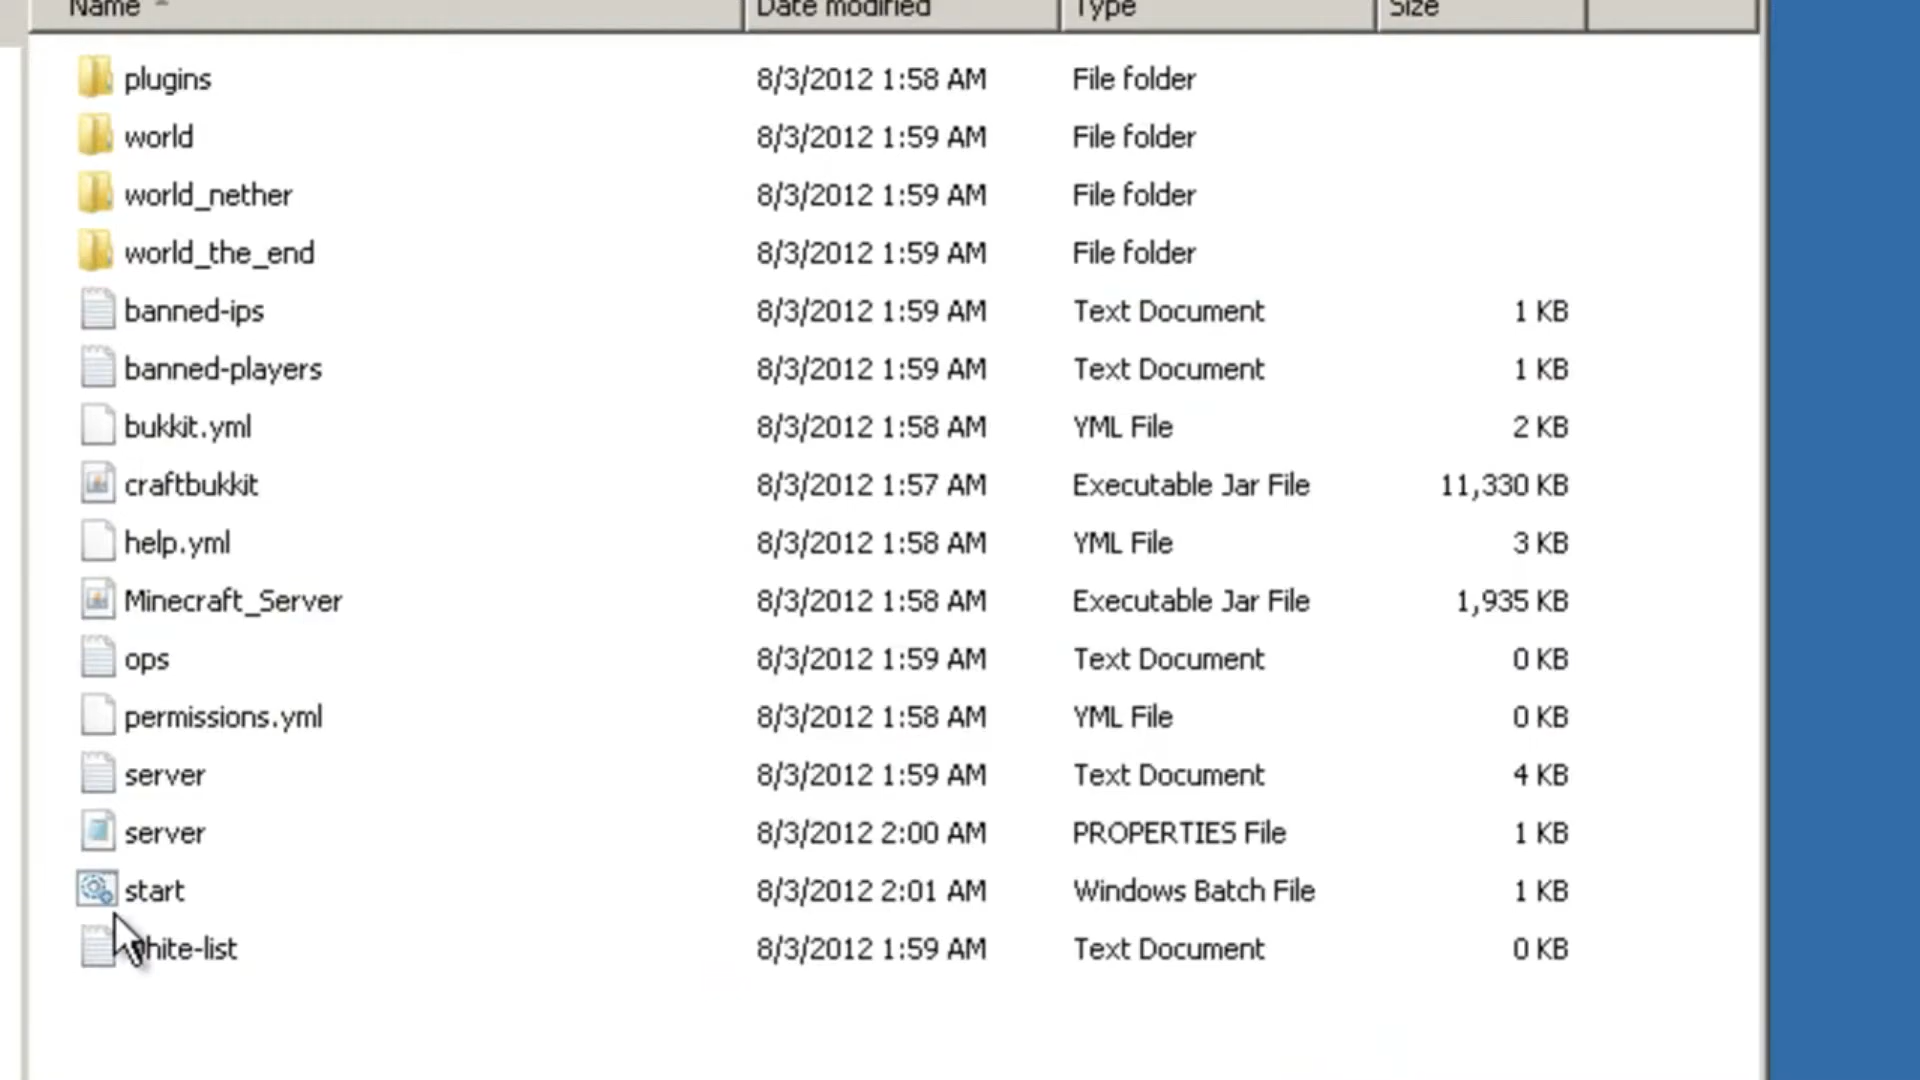 Name Date modified Type Size
plugins 8/3/2012 1:58 AM File folder
world 8/3/2012 1:59 AM File folder
world_nether 8/3/2012 1:59 AM File folder
world_the_end 8/3/2012 1:59 AM File folder
banned-ips 8/3/2012 1:59 AM Text Document 1 KB
banned-players 8/3/2012 1:59 AM Text Document 1 KB
bukkit.yml 8/3/2012 1:58 AM YML File 2 KB
craftbukkit 8/3/2012 1:57 AM Executable Jar File 11,330 KB
help.yml 8/3/2012 1:58 AM YML File 3 KB
Minecraft_Server 8/3/2012 1:58 AM Executable Jar File 1,935 KB
ops 8/3/2012 1:59 AM Text Document 0 KB
permissions.yml 8/3/2012 1:58 AM YML File 0 KB
server 8/3/2012 1:59 AM Text Document 4 KB
server 8/3/2012 2:00 AM PROPERTIES File 1 KB
start 8/3/2012 2:01 AM Windows Batch File 1 KB
white-list 8/3/2012 1:59 AM Text Document 0 KB